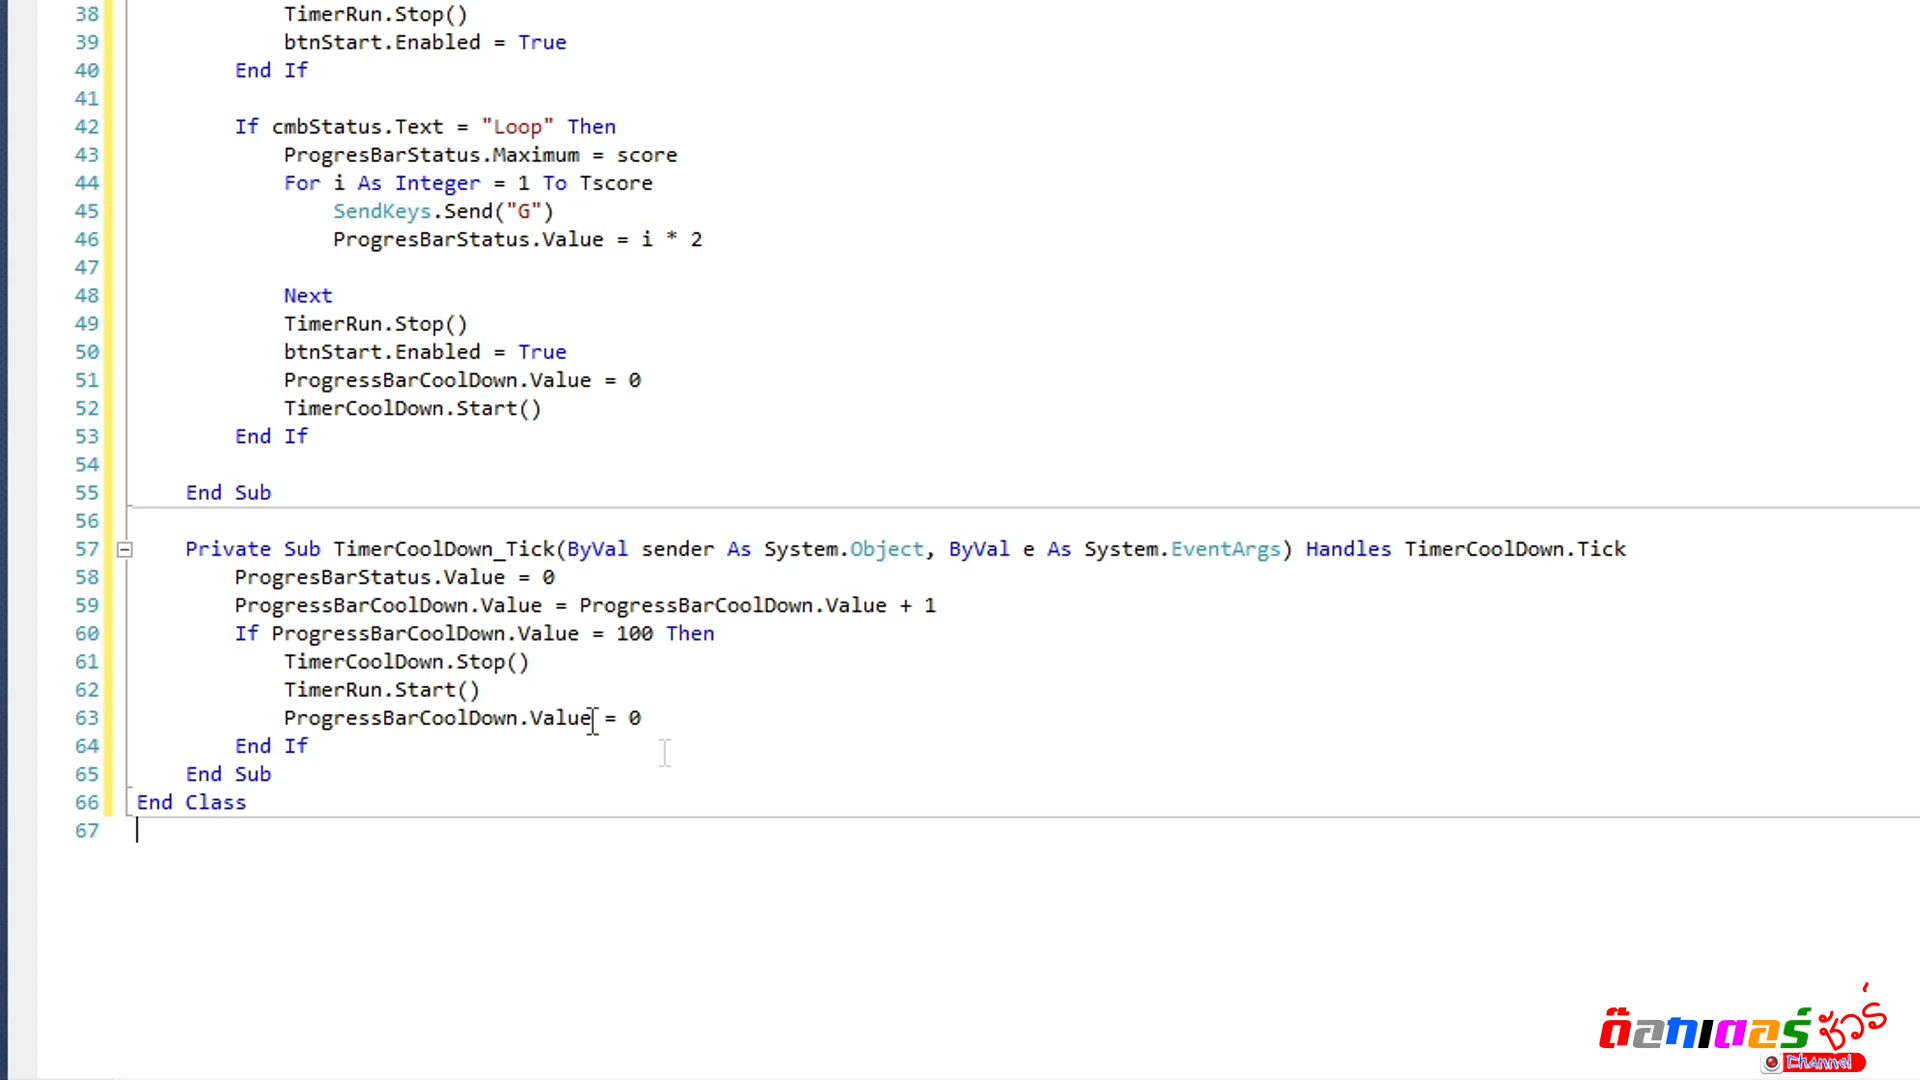 38 TimerRun.Stop()
39 btnStart.Enabled = True
40 End If
41
42 If cmbStatus.Text = "Loop" Then
43 ProgresBarStatus.Maximum = score
44 For i As Integer = 1 To Tscore
45 SendKeys.Send("G")
46 ProgresBarStatus.Value = i * 2
47
48 Next
49 TimerRun.Stop()
50 btnStart.Enabled = True
51 ProgressBarCoolDown.Value = 0
52 TimerCoolDown.Start()
53 End If
54
55 End Sub
56
57 Private Sub TimerCoolDown_Tick(ByVal sender As System.Object, ByVal e As System.EventArgs) Handles TimerCoolDown.Tick
58 ProgresBarStatus.Value = 0
59 ProgressBarCoolDown.Value = ProgressBarCoolDown.Value + 1
60 If ProgressBarCoolDown.Value = 100 Then
61 TimerCoolDown.Stop()
62 TimerRun.Start()
63 ProgressBarCoolDown.Value = 0
64 End If
65 End Sub
66 End Class
67
ด๊อกเตอร์ ชัวร์
Channel